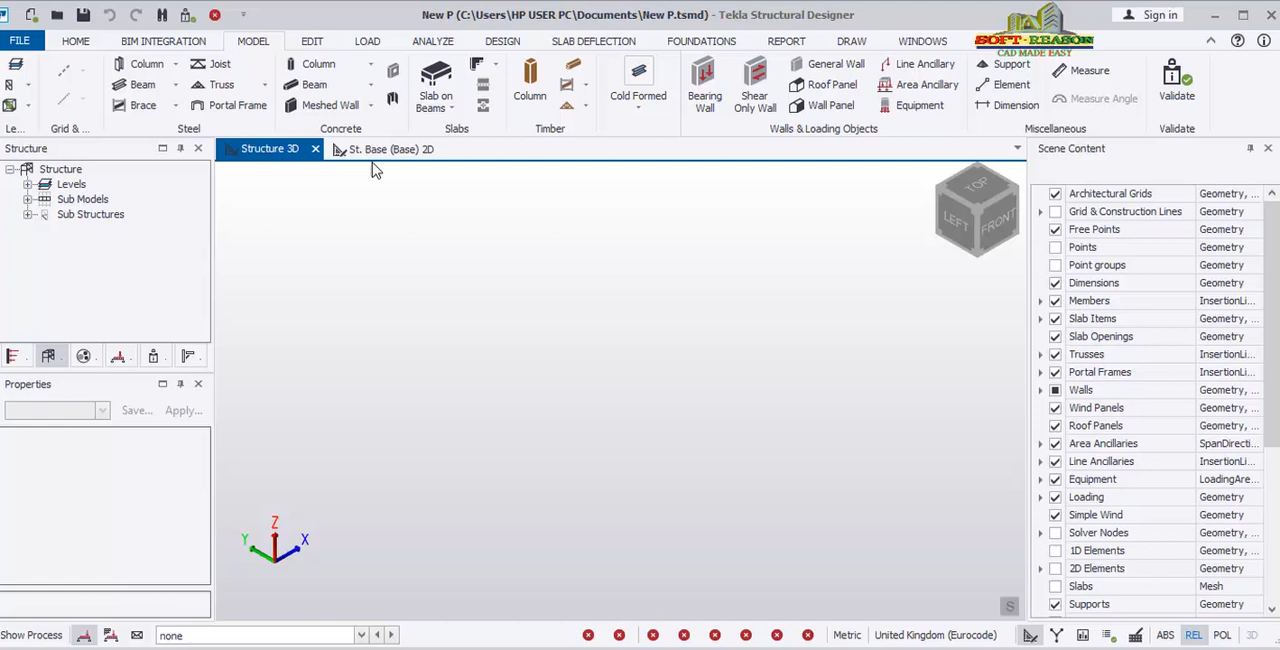 New P (C:\Users\HP USER PC\Documents\New P.tsmd) - Tekla Structural Designer
Sign in
FILE HOME BIM INTEGRATION MODEL LOAD ANALYZE DESIGN SLAB DEFLECTION FOUNDATIONS REPORT DRAW WINDOWS
SOFT-REASON
CAD MADE EASY
Column Joist
Beam Truss
Brace Portal Frame
Column
Beam
Meshed Wall
Slab on Beams
Column
Cold Formed
Bearing Wall
Shear Only Wall
General Wall
Roof Panel
Wall Panel
Line Ancillary
Area Ancillary
Equipment
Support
Element
Dimension
Measure
Measure Angle
Validate
Le... Grid & ... Steel Concrete Slabs Timber Walls & Loading Objects Miscellaneous Validate
Structure
Structure 3D
St. Base (Base) 2D
Scene Content
Structure
Levels
Sub Models
Sub Structures
Properties
Save... Apply...
TOP
LEFT
FRONT
Z
Y
X
S
Architectural Grids Geometry, ...
Grid & Construction Lines Geometry
Free Points Geometry
Points Geometry
Point groups Geometry
Dimensions Geometry
Members InsertionLi...
Slab Items Geometry, ...
Slab Openings Geometry
Trusses InsertionLi...
Portal Frames InsertionLi...
Walls Geometry, ...
Wind Panels Geometry, ...
Roof Panels Geometry, ...
Area Ancillaries SpanDirecti...
Line Ancillaries InsertionLi...
Equipment LoadingAre...
Loading Geometry
Simple Wind Geometry
Solver Nodes Geometry, ...
1D Elements Geometry
2D Elements Geometry
Slabs Mesh
Supports Geometry
Show Process none Metric United Kingdom (Eurocode) ABS REL POL 3D